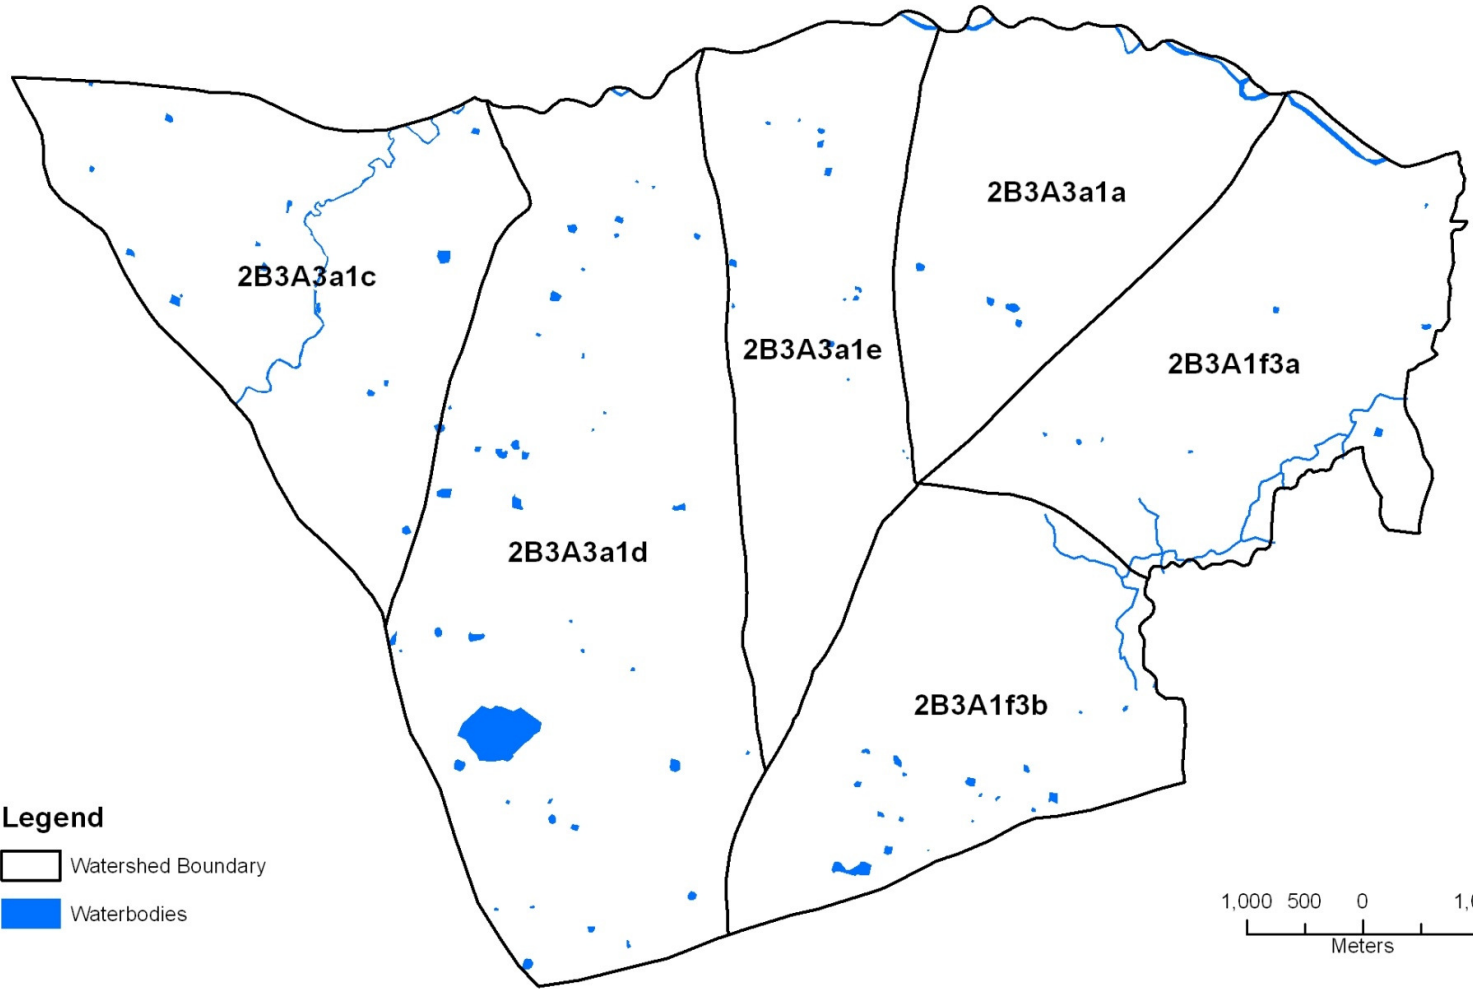 2B3A3a1a
2B3A3a1c
2B3A3a1e
2B3A1f3a
2B3A3a1d
2B3A1f3b
Legend
Watershed Boundary
Waterbodies
1,000 500 0
Meters